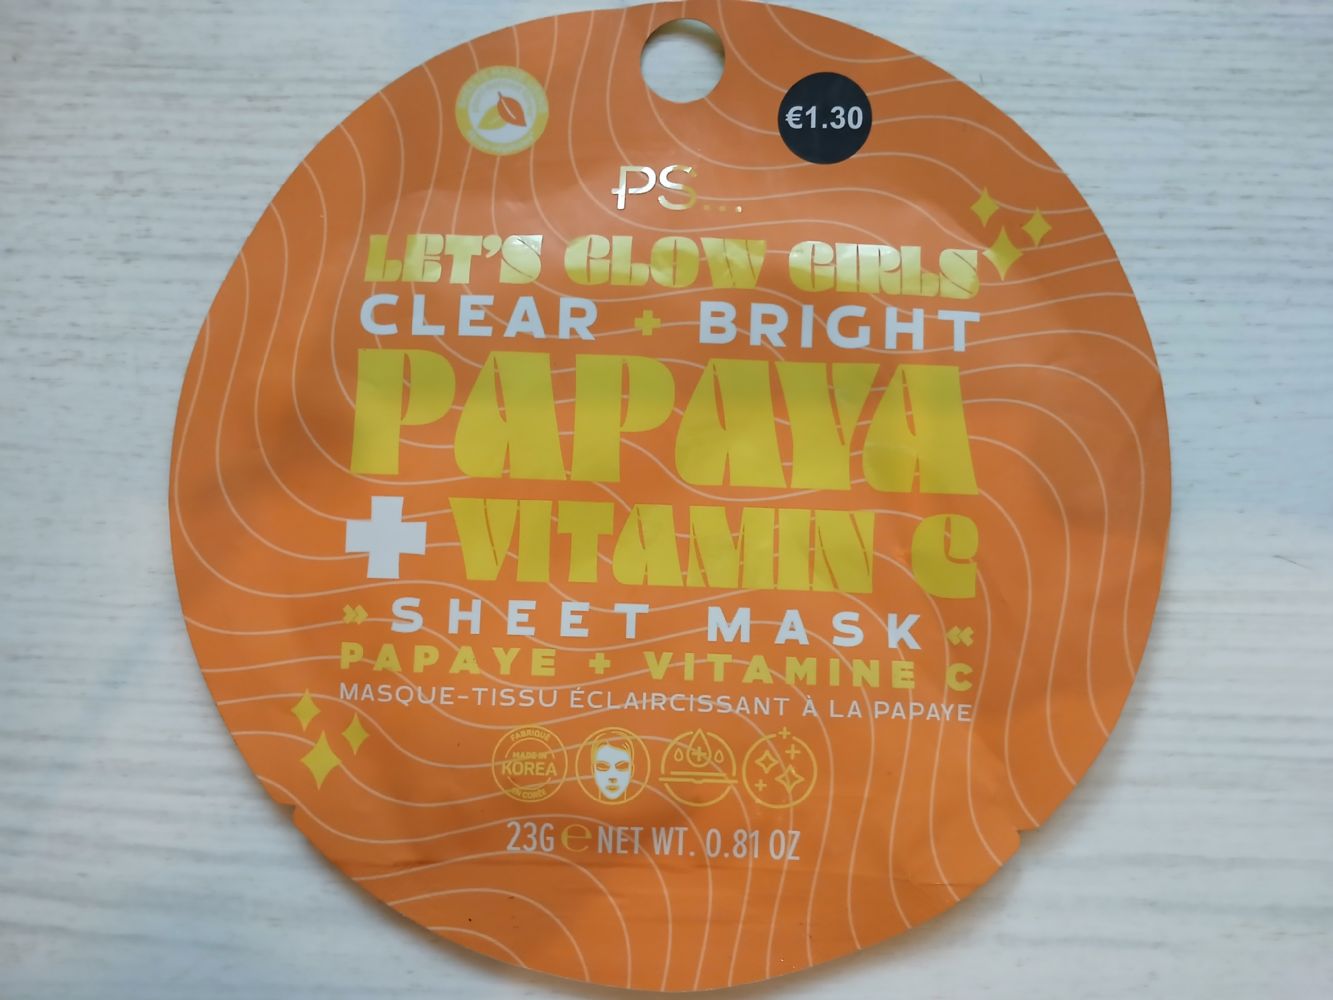 €1.30
PS...
LET'S GLOW GIRLS
CLEAR + BRIGHT
PAPAYA
+ VITAMIN C
» SHEET MASK «
PAPAYE + VITAMINE C
MASQUE-TISSU ÉCLAIRCISSANT À LA PAPAYE
FABRIQUÉ
MADE IN
KOREA
EN CORÉE
23G e NET WT. 0.81 OZ